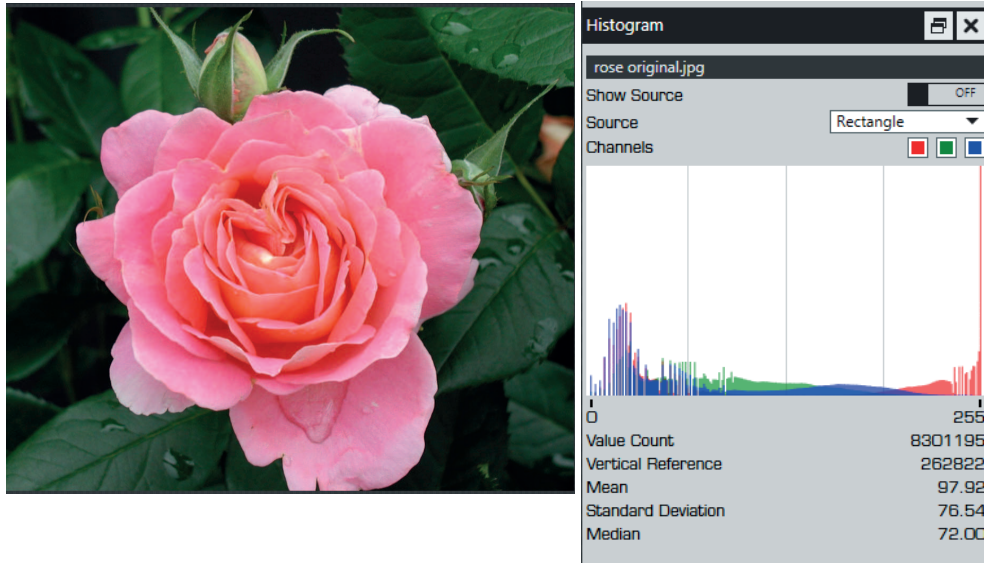 Histogram
rose original.jpg
Show Source OFF
Source Rectangle
Channels
0 255
Value Count 8301195
Vertical Reference 262822
Mean 97.92
Standard Deviation 76.54
Median 72.00